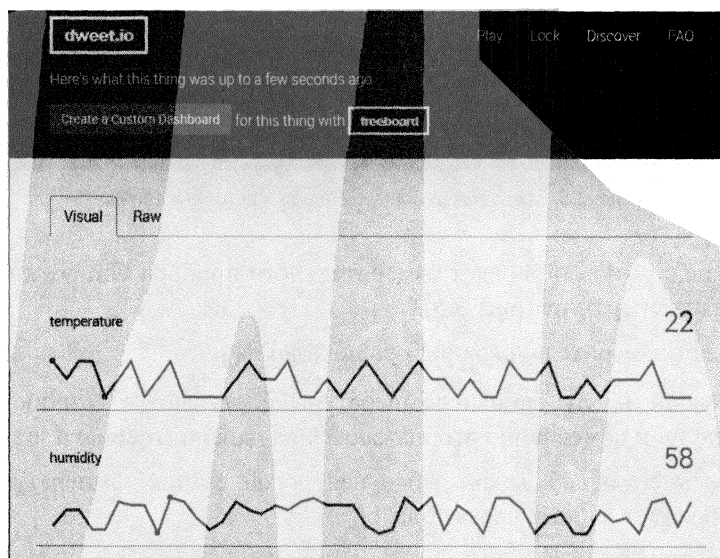 dweet.io
Play Lock Discover FAQ
Here's what this thing was up to a few seconds ago
Create a Custom Dashboard for this thing with freeboard
Visual Raw
temperature 22
humidity 58